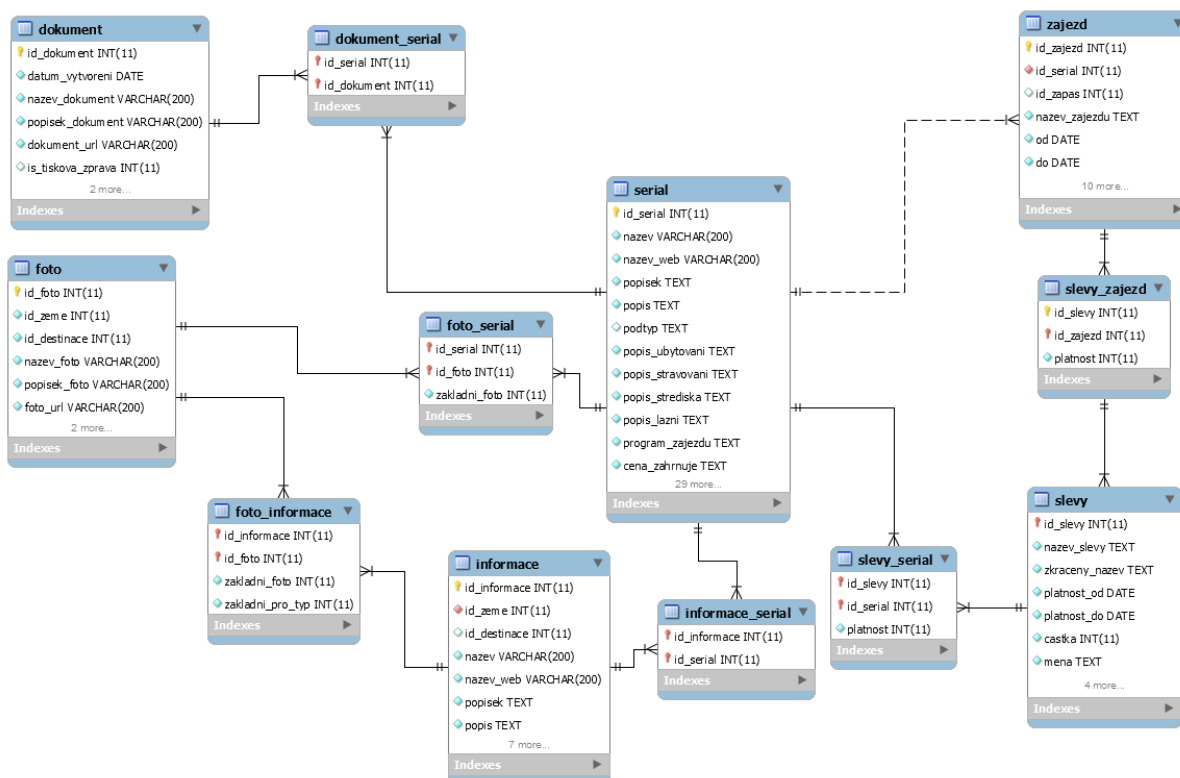 dokument
id_dokument INT(11)
datum_vytvoreni DATE
nazev_dokument VARCHAR(200)
popisek_dokument VARCHAR(200)
dokument_url VARCHAR(200)
is_tiskova_zprava INT(11)
2 more...
Indexes
dokument_serial
id_serial INT(11)
id_dokument INT(11)
Indexes
zajezd
id_zajezd INT(11)
id_serial INT(11)
id_zapas INT(11)
nazev_zajezdu TEXT
od DATE
do DATE
10 more...
Indexes
serial
id_serial INT(11)
nazev VARCHAR(200)
nazev_web VARCHAR(200)
popisek TEXT
popis TEXT
podtyp TEXT
popis_ubytovani TEXT
popis_stravovani TEXT
popis_strediska TEXT
popis_lazni TEXT
program_zajezdu TEXT
cena_zahrnuje TEXT
29 more...
Indexes
foto
id_foto INT(11)
id_zeme INT(11)
id_destinace INT(11)
nazev_foto VARCHAR(200)
popisek_foto VARCHAR(200)
foto_url VARCHAR(200)
2 more...
Indexes
foto_serial
id_serial INT(11)
id_foto INT(11)
zakladni_foto INT(11)
Indexes
slevy_zajezd
id_slevy INT(11)
id_zajezd INT(11)
platnost INT(11)
Indexes
foto_informace
id_informace INT(11)
id_foto INT(11)
zakladni_foto INT(11)
zakladni_pro_typ INT(11)
Indexes
informace
id_informace INT(11)
id_zeme INT(11)
id_destinace INT(11)
nazev VARCHAR(200)
nazev_web VARCHAR(200)
popisek TEXT
popis TEXT
7 more...
Indexes
informace_serial
id_informace INT(11)
id_serial INT(11)
Indexes
slevy_serial
id_slevy INT(11)
id_serial INT(11)
platnost INT(11)
Indexes
slevy
id_slevy INT(11)
nazev_slevy TEXT
zkraceny_nazev TEXT
platnost_od DATE
platnost_do DATE
castka INT(11)
mena TEXT
4 more...
Indexes